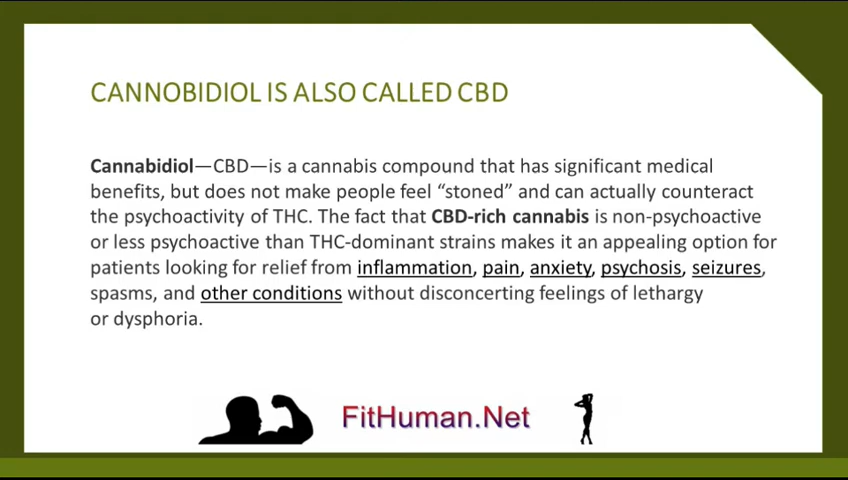 CANNOBIDIOL IS ALSO CALLED CBD
Cannabidiol—CBD—is a cannabis compound that has significant medical
benefits, but does not make people feel “stoned” and can actually counteract
the psychoactivity of THC. The fact that CBD-rich cannabis is non-psychoactive
or less psychoactive than THC-dominant strains makes it an appealing option for
patients looking for relief from inflammation, pain, anxiety, psychosis, seizures,
spasms, and other conditions without disconcerting feelings of lethargy
or dysphoria.
FitHuman.Net